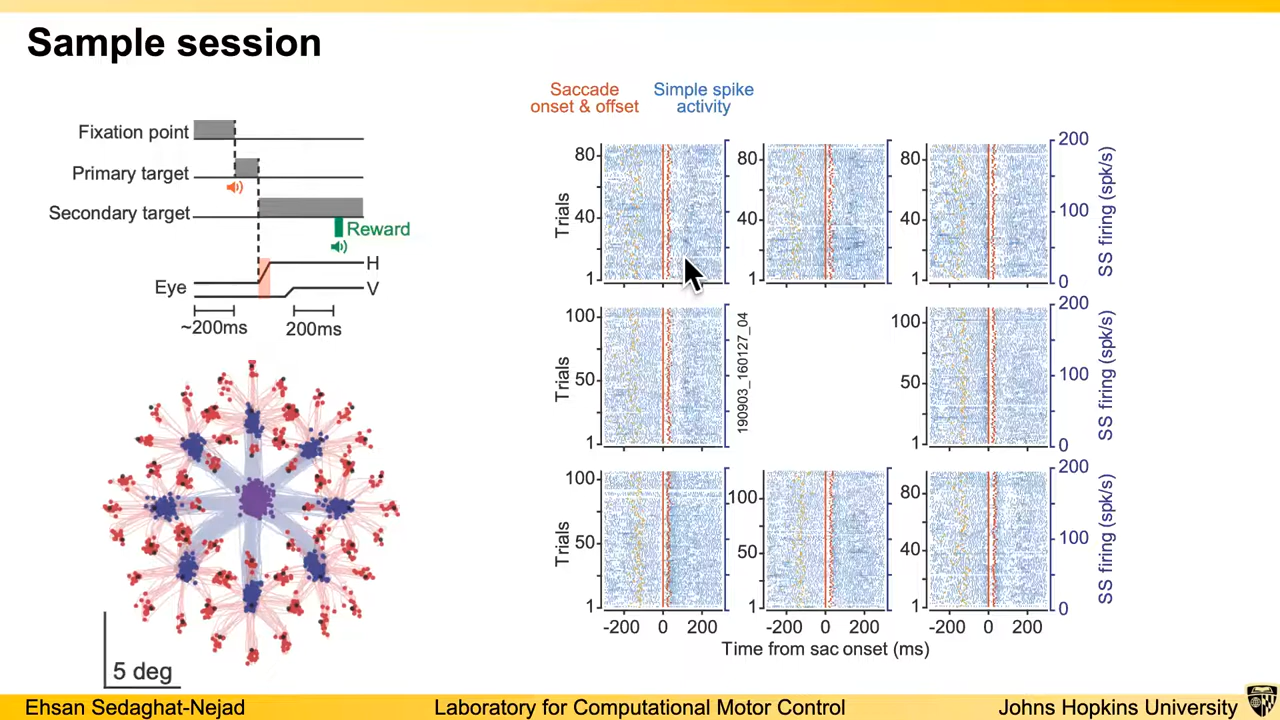 Sample session
Fixation point
Primary target
Secondary target
Reward
H
Eye
V
~200ms
200ms
5 deg
Saccade
onset & offset
Simple spike
activity
80
40
1
Trials
80
40
1
80
40
1
200
100
0
SS firing (spk/s)
100
50
1
Trials
190903_160127_04
100
50
1
200
100
0
SS firing (spk/s)
100
50
1
Trials
100
50
1
80
40
1
200
100
0
SS firing (spk/s)
-200 0 200
-200 0 200
-200 0 200
Time from sac onset (ms)
Ehsan Sedaghat-Nejad
Laboratory for Computational Motor Control
Johns Hopkins University